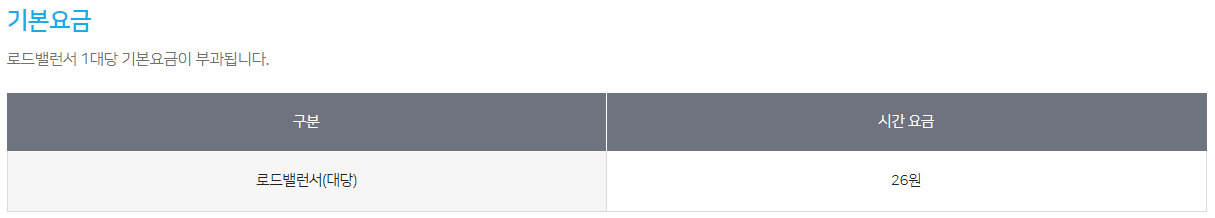 기본요금
로드밸런서 1대당 기본요금이 부과됩니다.
구분
시간 요금
로드밸런서(대당)
26원